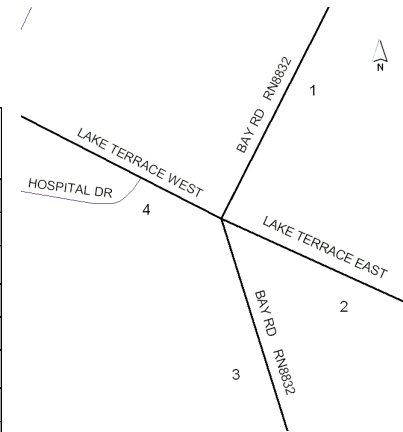 BAY RD RN8832
1
N
LAKE TERRACE WEST
HOSPITAL DR
4
LAKE TERRACE EAST
2
BAY RD RN8832
3